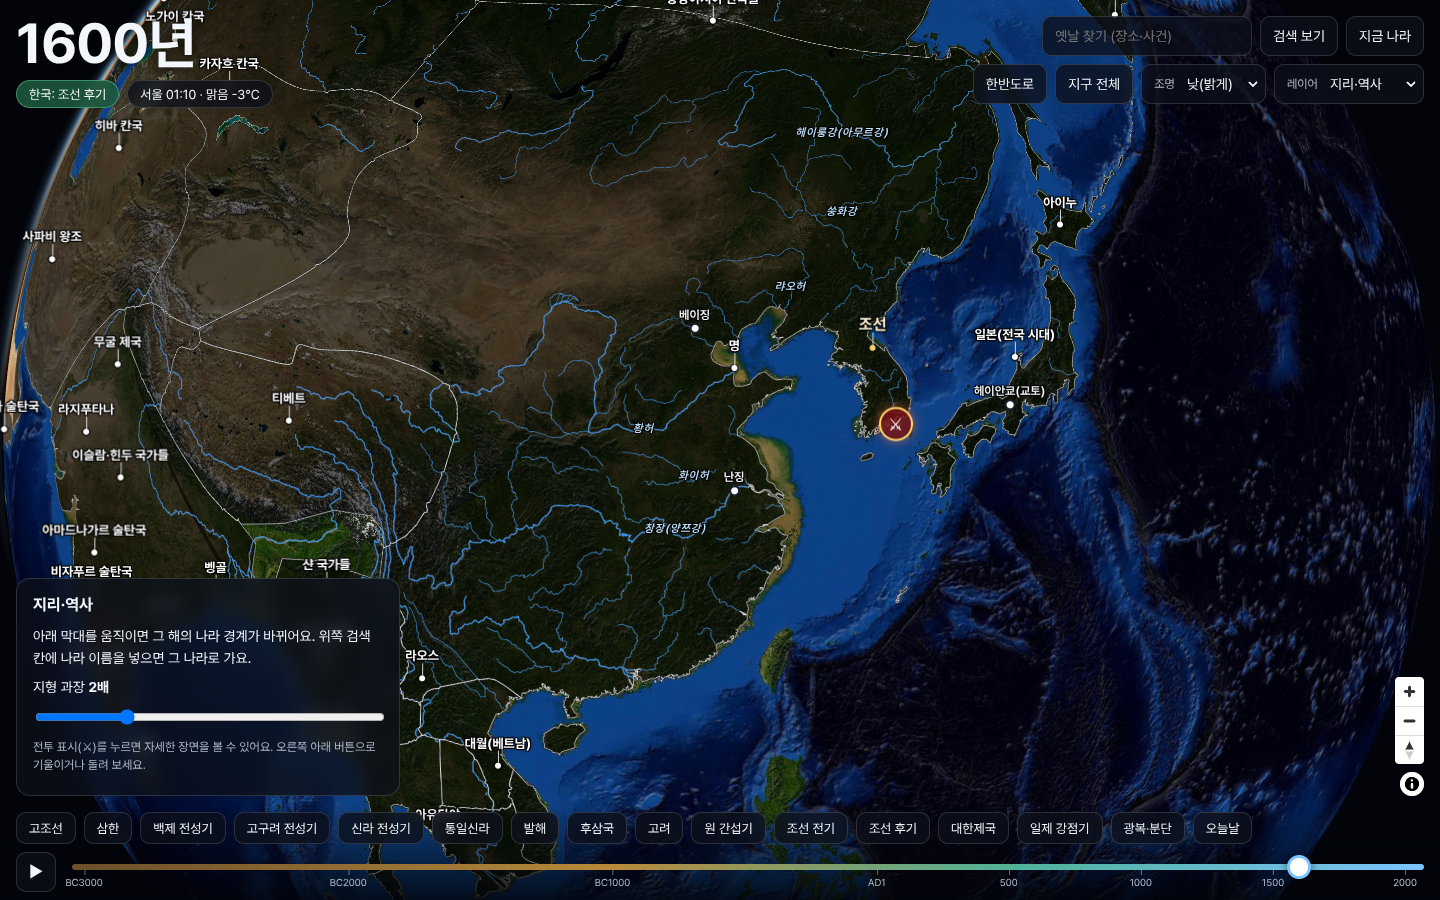 노가이 칸국
1600년
카자흐 칸국
옛날 찾기 (장소·사건)
검색 보기
지금 나라
한국: 조선 후기
서울 01:10 · 맑음 -3°C
한반도로
지구 전체
조명 낮(밝게)
레이어 지리·역사
히바 칸국
헤이룽강(아무르강)
아이누
쑹화강
사파비 왕조
라오허
베이징
조선
명
일본(전국 시대)
무굴 제국
티베트
헤이안쿄(교토)
술탄국
라지푸타나
황허
이슬람·힌두 국가들
화이허
난징
아마드나가르 술탄국
창장(양쯔강)
비자푸르 술탄국
벵골
샨 국가들
지리·역사
아래 막대를 움직이면 그 해의 나라 경계가 바뀌어요. 위쪽 검색
칸에 나라 이름을 넣으면 그 나라로 가요.
라오스
지형 과장 2배
대월(베트남)
전투 표시(⚔)를 누르면 자세한 장면을 볼 수 있어요. 오른쪽 아래 버튼으로
기울이거나 돌려 보세요.
고조선
삼한
백제 전성기
고구려 전성기
신라 전성기
통일신라
발해
후삼국
고려
원 간섭기
조선 전기
조선 후기
대한제국
일제 강점기
광복·분단
오늘날
BC3000
BC2000
BC1000
AD1
500
1000
1500
2000